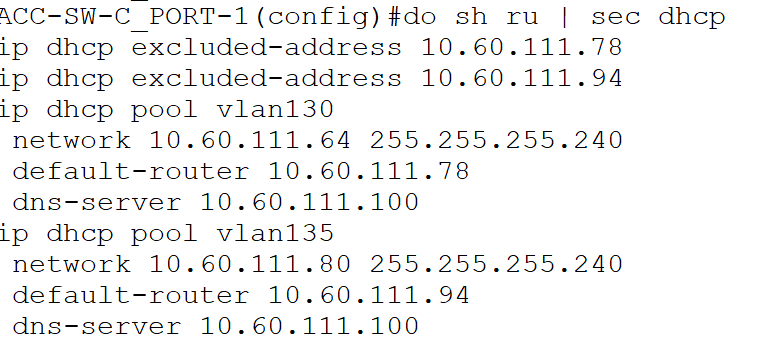 ACC-SW-C_PORT-1(config)#do sh ru | sec dhcp
ip dhcp excluded-address 10.60.111.78
ip dhcp excluded-address 10.60.111.94
ip dhcp pool vlan130
 network 10.60.111.64 255.255.255.240
 default-router 10.60.111.78
 dns-server 10.60.111.100
ip dhcp pool vlan135
 network 10.60.111.80 255.255.255.240
 default-router 10.60.111.94
 dns-server 10.60.111.100